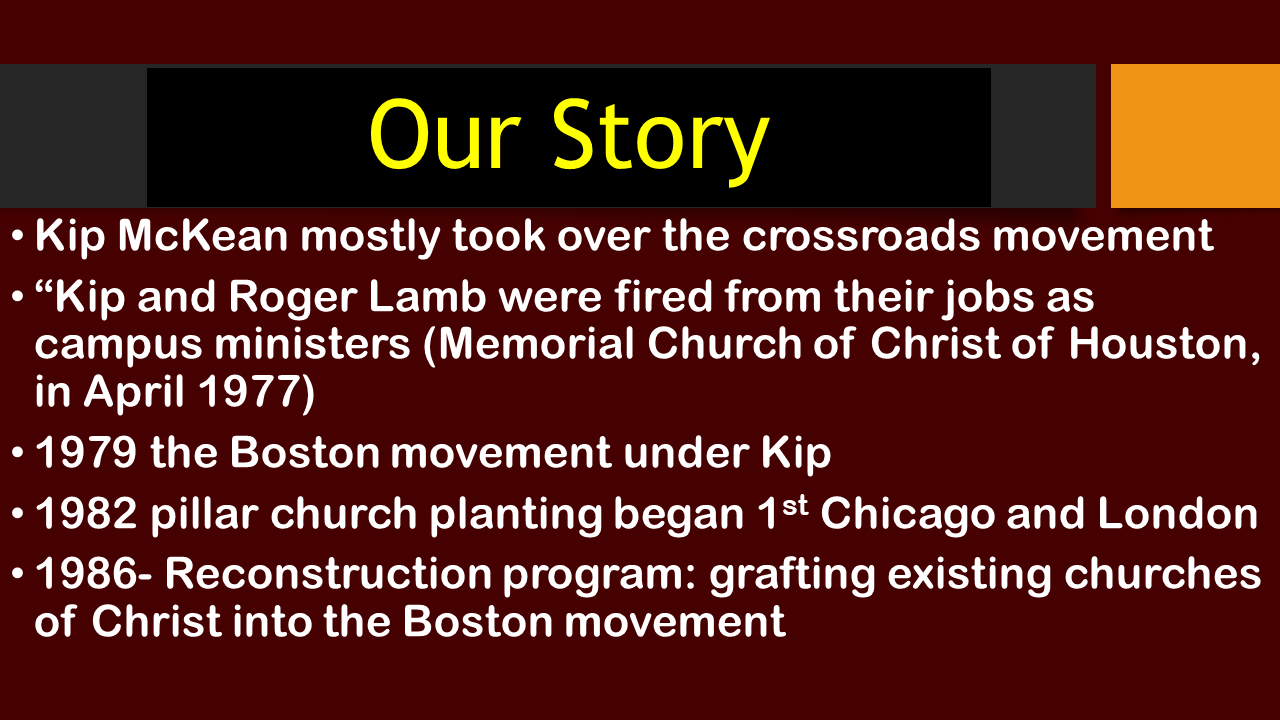 Our Story
• Kip McKean mostly took over the crossroads movement
• “Kip and Roger Lamb were fired from their jobs as
campus ministers (Memorial Church of Christ of Houston,
in April 1977)
• 1979 the Boston movement under Kip
• 1982 pillar church planting began 1st Chicago and London
• 1986- Reconstruction program: grafting existing churches
of Christ into the Boston movement